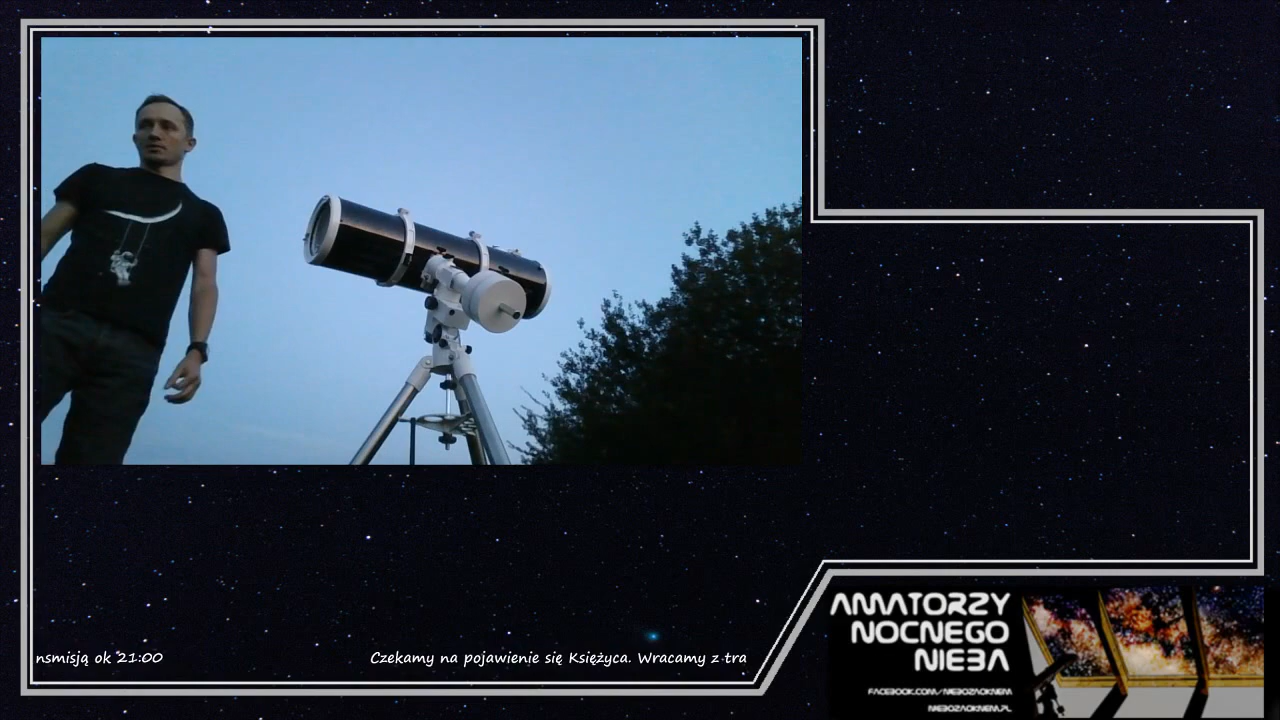 nsmisją ok 21:00
Czekamy na pojawienie się Księżyca. Wracamy z tra
AMATORZY
NOCNEGO
NIEBA
FACEBOOK.COM/NIEBOZAOKNEM
NIEBOZAOKNEM.PL